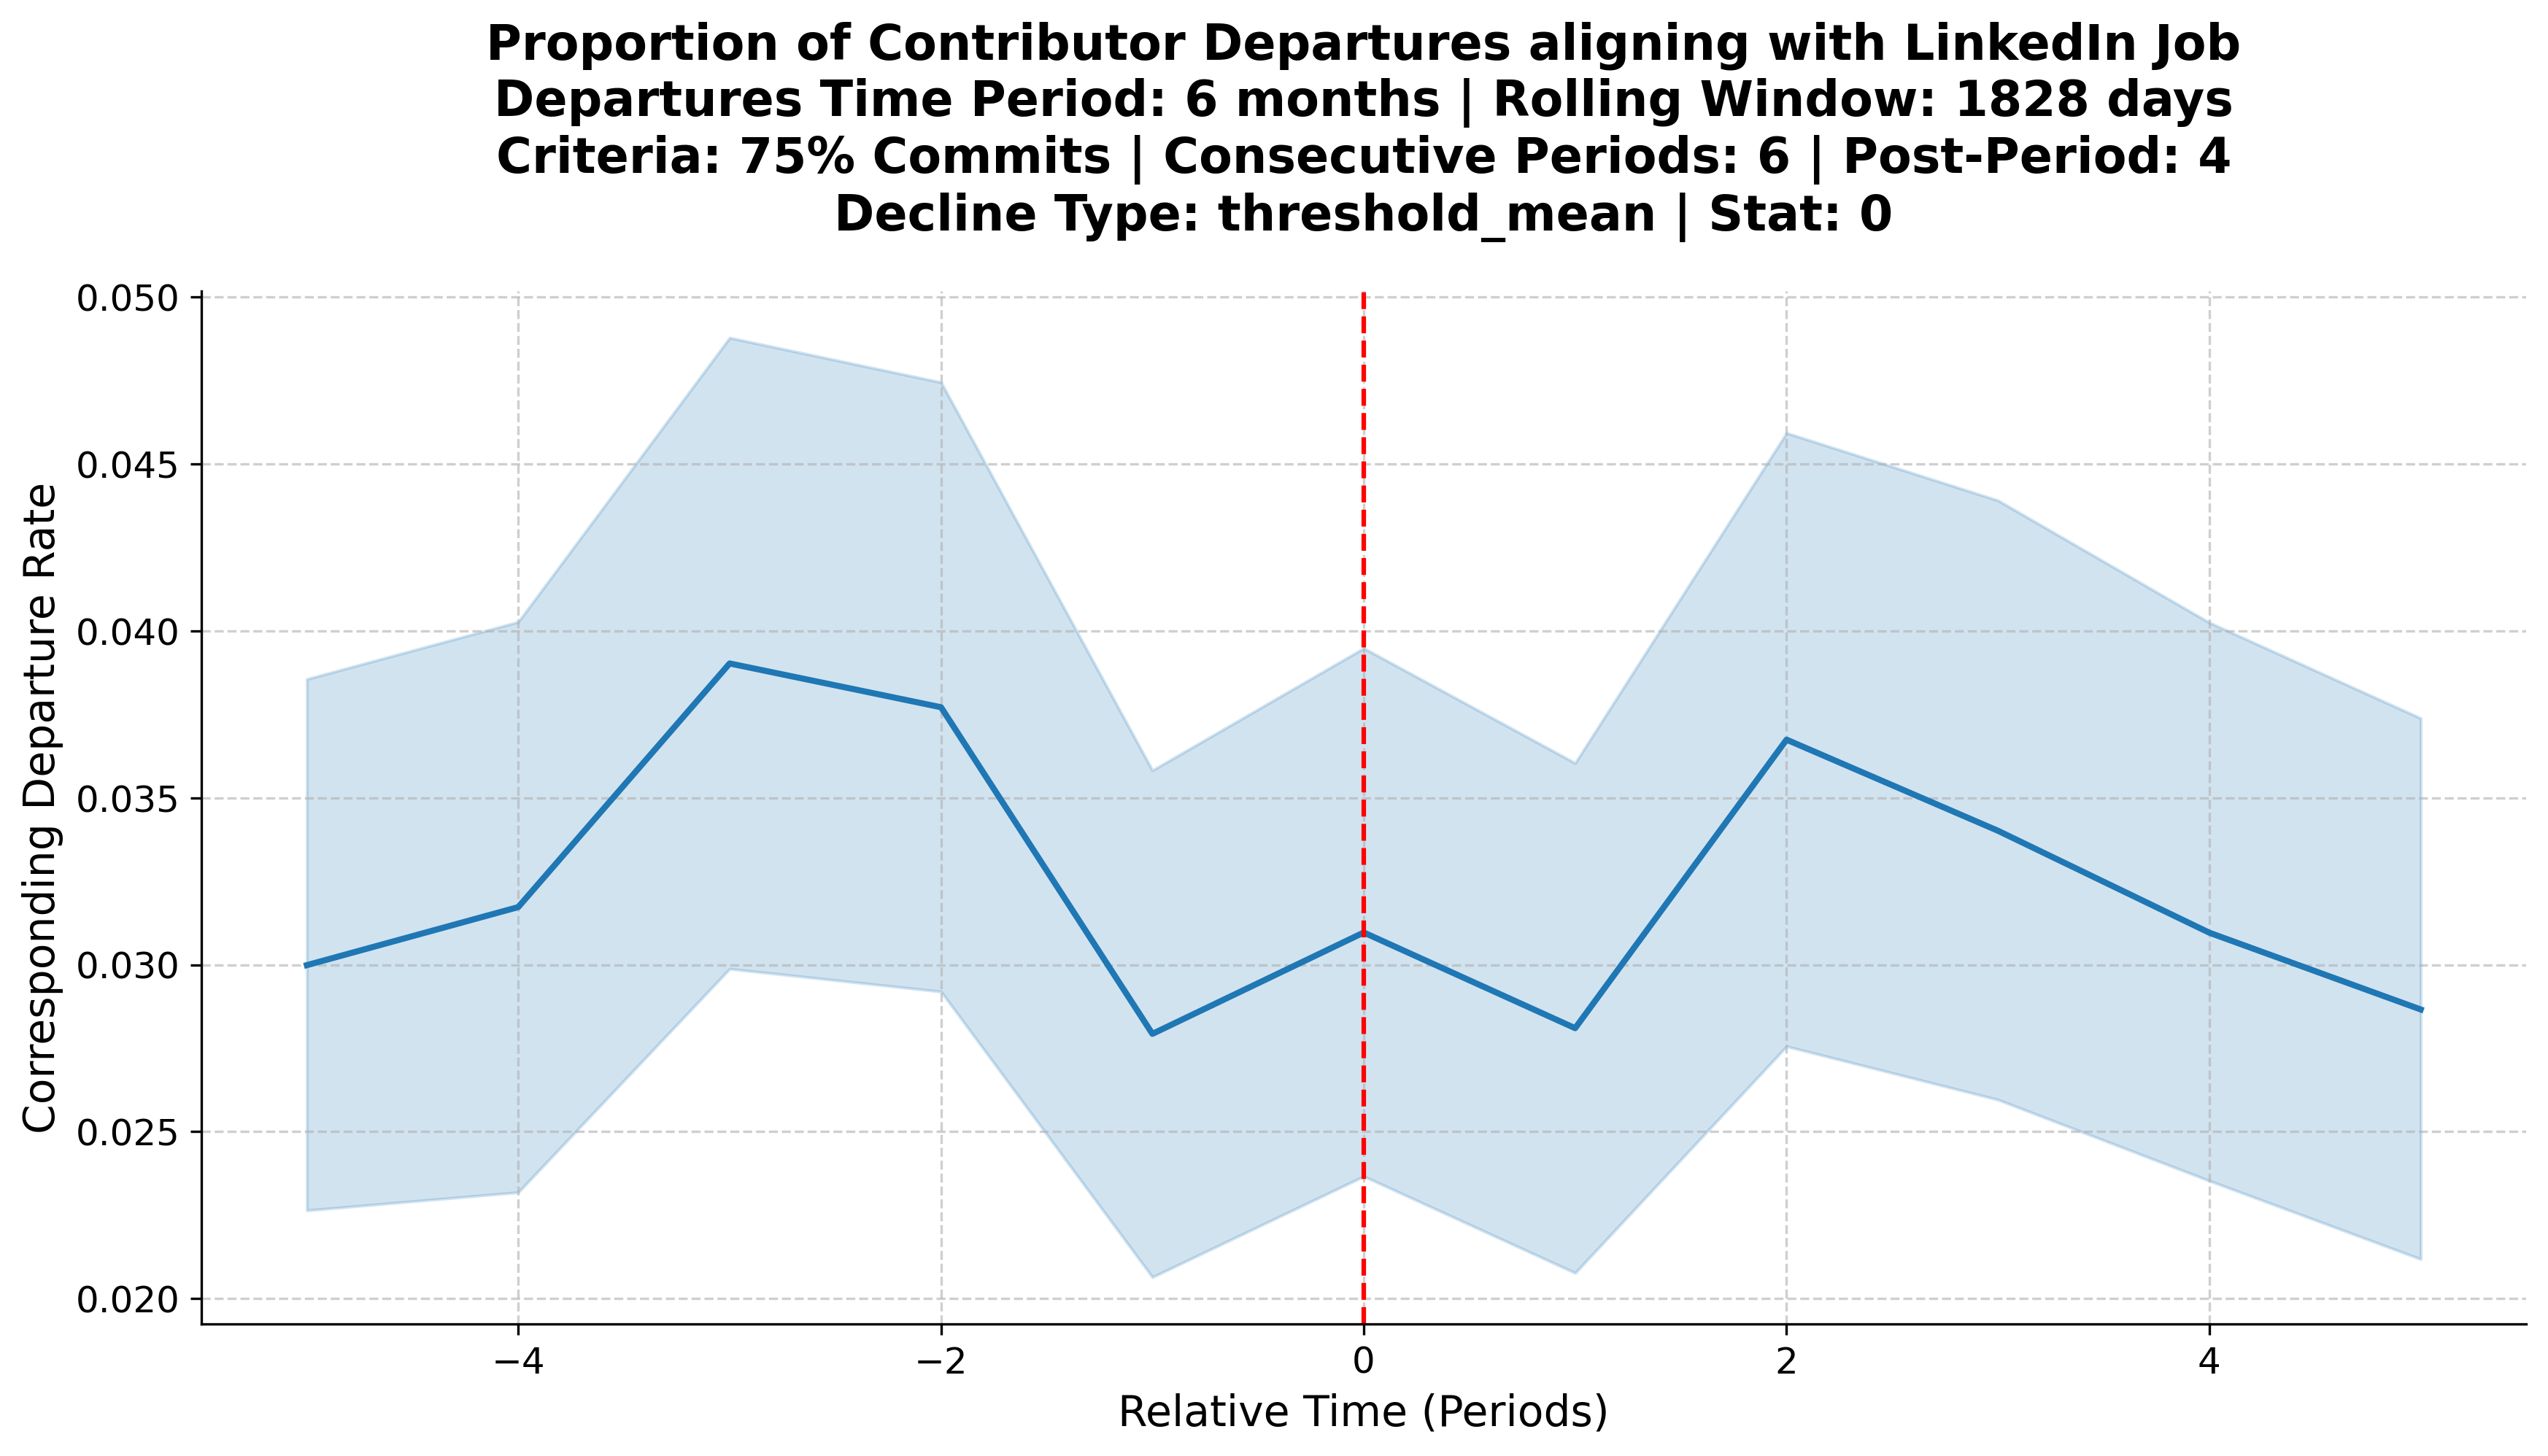 Proportion of Contributor Departures aligning with LinkedIn Job
Departures Time Period: 6 months | Rolling Window: 1828 days
Criteria: 75% Commits | Consecutive Periods: 6 | Post-Period: 4
Decline Type: threshold_mean | Stat: 0
0.050
0.045
0.040
0.035
0.030
0.025
0.020
Corresponding Departure Rate
−4
−2
0
2
4
Relative Time (Periods)